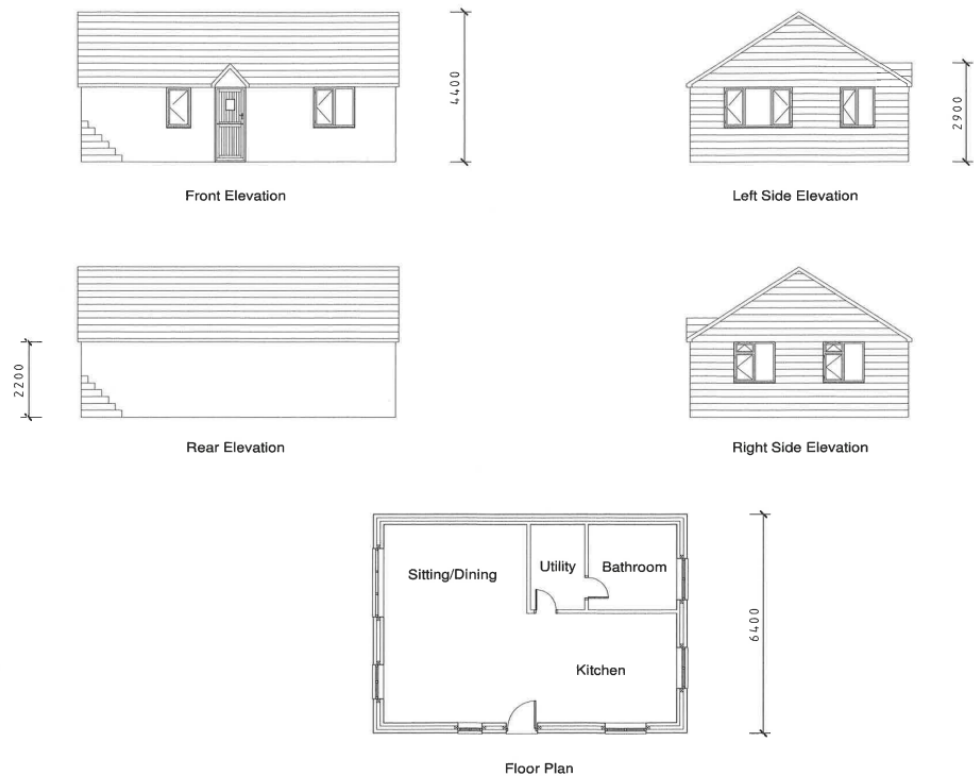 4400
2900
Front Elevation
Left Side Elevation
2200
Rear Elevation
Right Side Elevation
Sitting/Dining
Utility
Bathroom
6400
Kitchen
Floor Plan